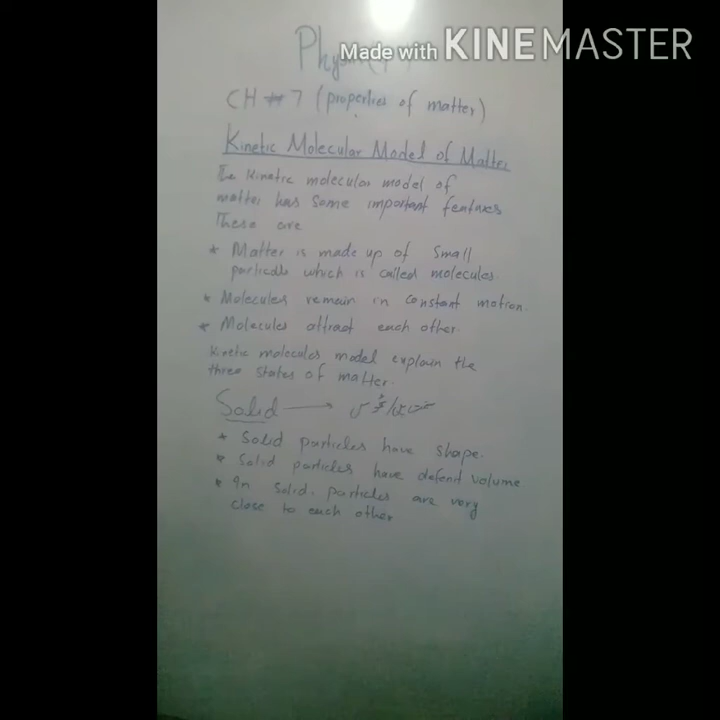 Made with KINEMASTER
CH # 7 (properties of matter)
Kinetic Molecular Model of Matter
The Kinetic molecular model of
matter has some important features
These are
* Matter is made up of Small
which is called molecules.
* Molecules remain in constant motion.
* Molecules attract each other.
Kinetic molecules model explain the
three states of matter.
Solid →
* Solid particles have shape.
* Solid particles have defend volume
* In solid. particles are very
close to each other